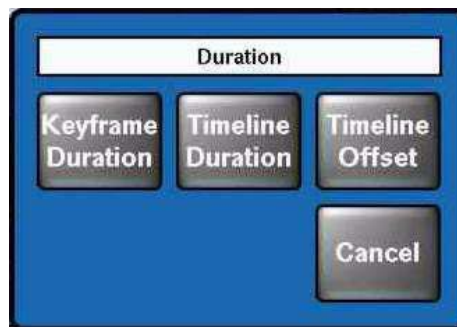 Duration
Keyframe
Duration
Timeline
Duration
Timeline
Offset
Cancel